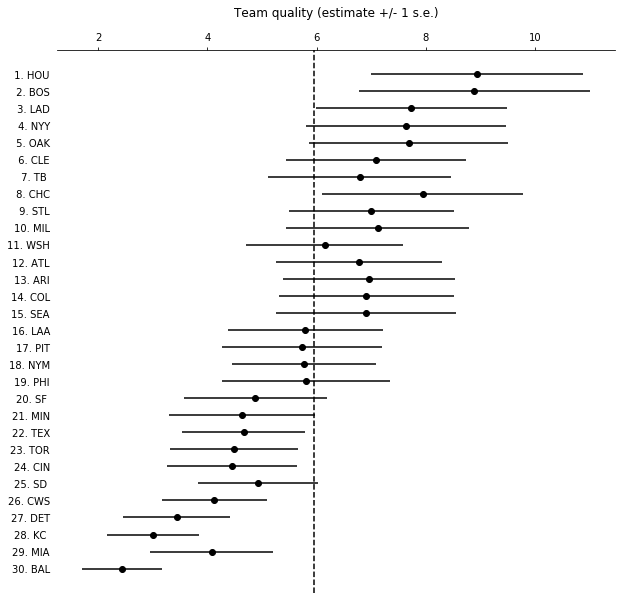 Team quality (estimate +/- 1 s.e.)
2 4 6 8 10
1. HOU
2. BOS
3. LAD
4. NYY
5. OAK
6. CLE
7. TB
8. CHC
9. STL
10. MIL
11. WSH
12. ATL
13. ARI
14. COL
15. SEA
16. LAA
17. PIT
18. NYM
19. PHI
20. SF
21. MIN
22. TEX
23. TOR
24. CIN
25. SD
26. CWS
27. DET
28. KC
29. MIA
30. BAL